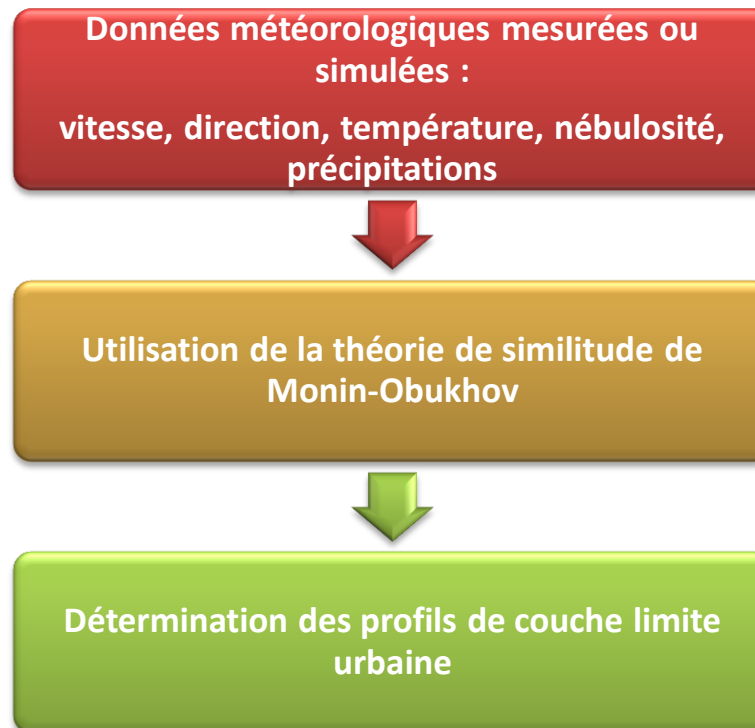 Données météorologiques mesurées ou
simulées :
vitesse, direction, température, nébulosité,
précipitations
Utilisation de la théorie de similitude de
Monin-Obukhov
Détermination des profils de couche limite
urbaine